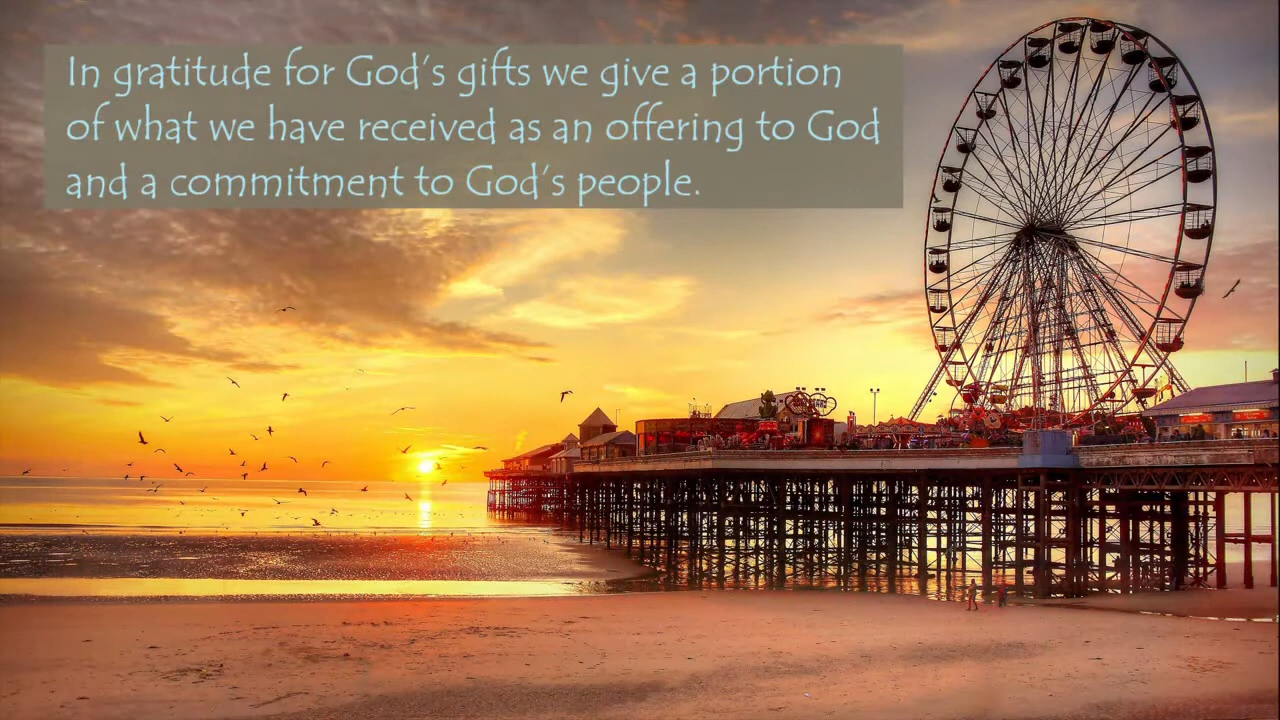 In gratitude for God's gifts we give a portion
of what we have received as an offering to God
and a commitment to God's people.